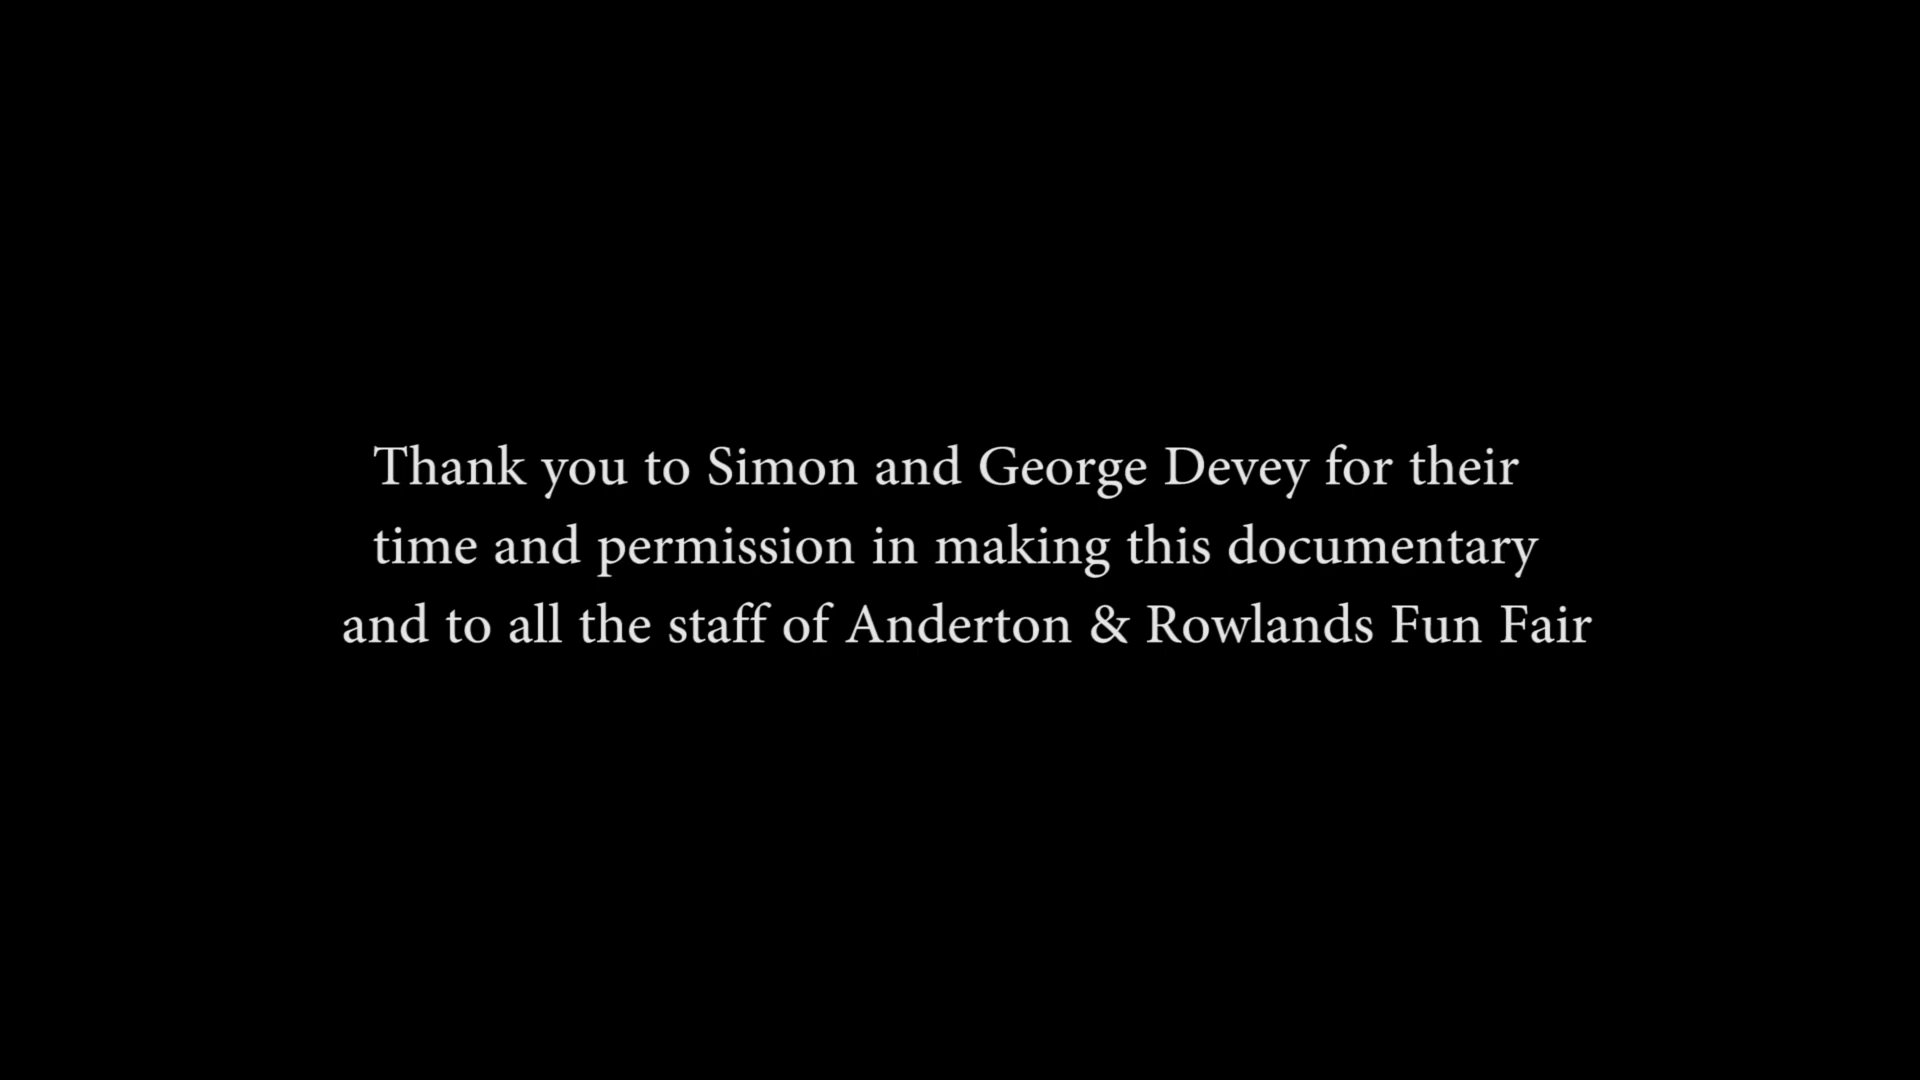 Thank you to Simon and George Devey for their
time and permission in making this documentary
and to all the staff of Anderton & Rowlands Fun Fair